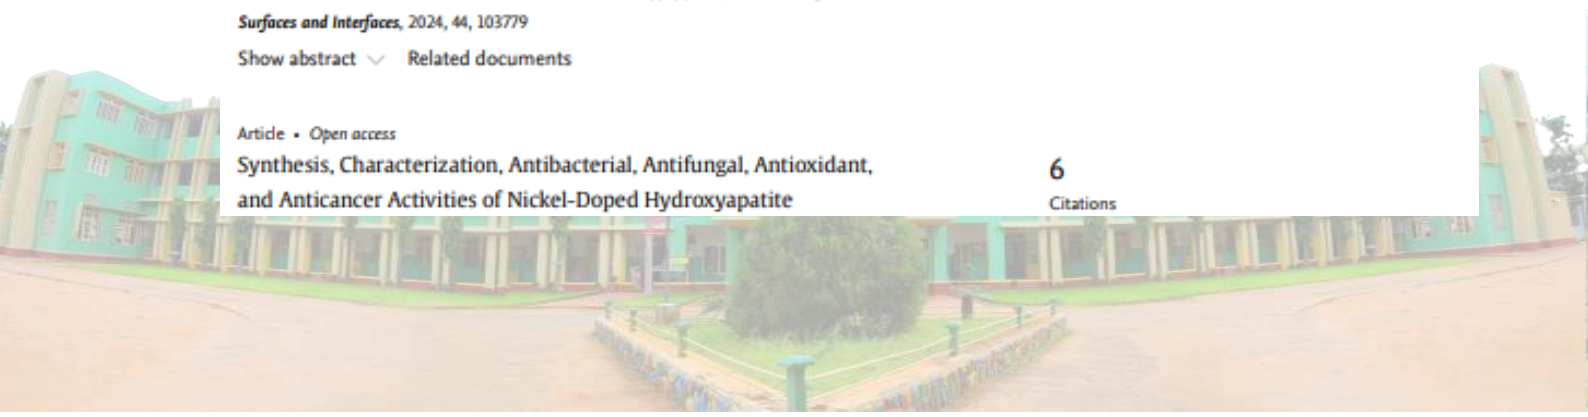 Surfaces and Interfaces, 2024, 44, 103779
Show abstract Related documents
Article • Open access
Synthesis, Characterization, Antibacterial, Antifungal, Antioxidant,
and Anticancer Activities of Nickel-Doped Hydroxyapatite
6
Citations